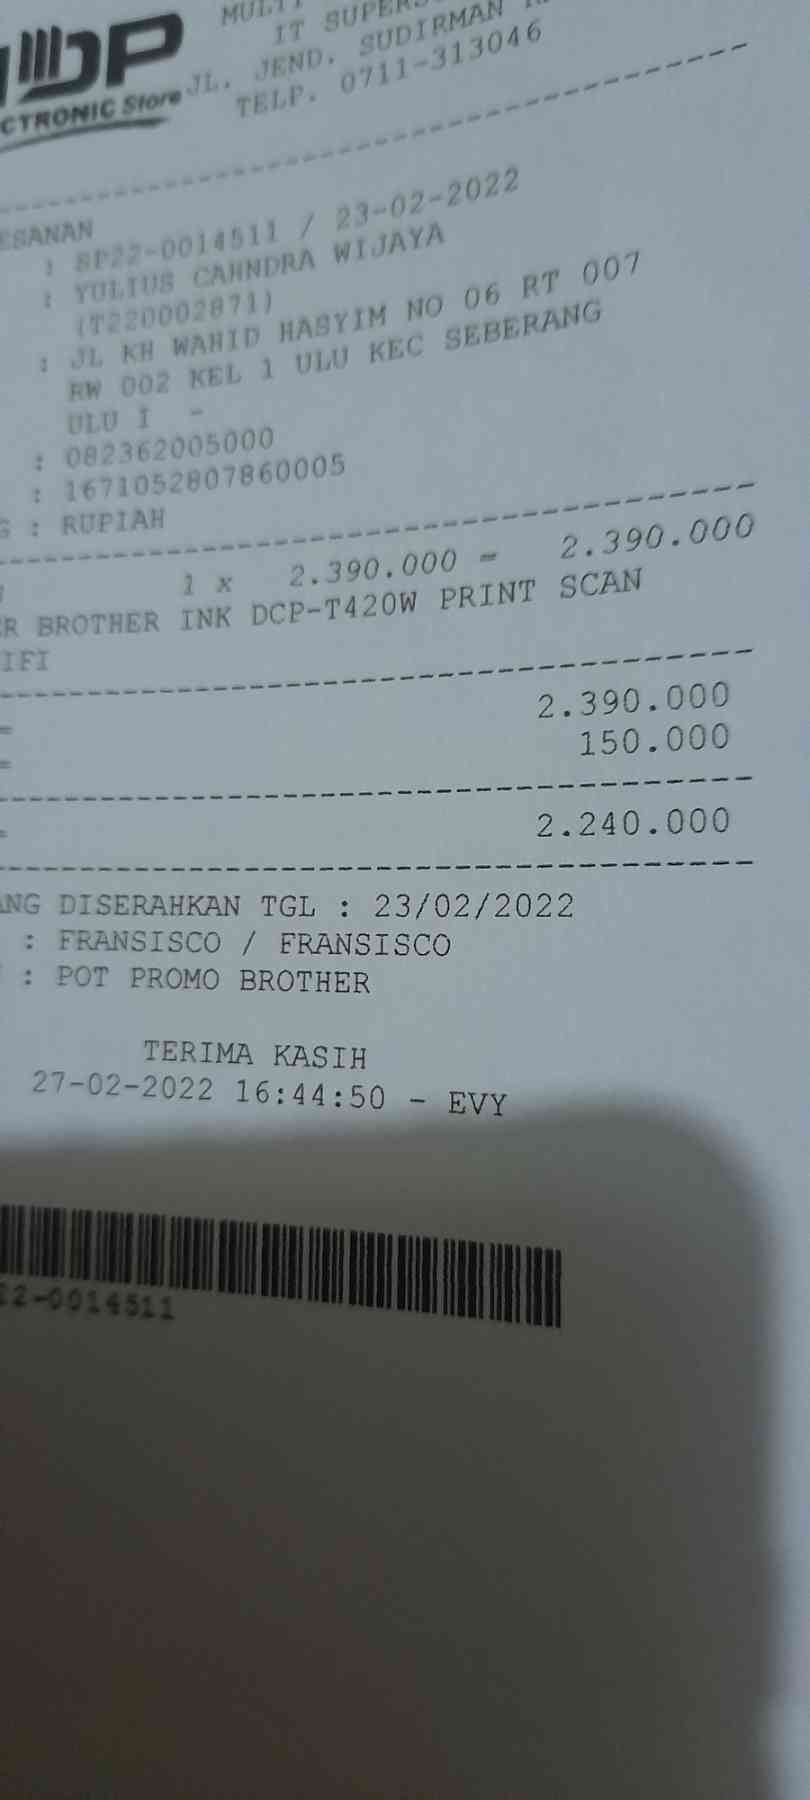 MDP
CTRONIC Store
MULTI
IT SUPER
JL. JEND. SUDIRMAN
TELP. 0711-313046
ESANAN
: SP22-0014511 / 23-02-2022
: YULIUS CAHNDRA WIJAYA
(T220002871)
: JL KH WAHID HASYIM NO 06 RT 007
RW 002 KEL 1 ULU KEC SEBERANG
ULU I -
: 082362005000
: 1671052807860005
G : RUPIAH
1 x 2.390.000 = 2.390.000
ER BROTHER INK DCP-T420W PRINT SCAN
IFI
= 2.390.000
= 150.000
= 2.240.000
ANG DISERAHKAN TGL : 23/02/2022
: FRANSISCO / FRANSISCO
: POT PROMO BROTHER
TERIMA KASIH
27-02-2022 16:44:50 - EVY
22-0014511